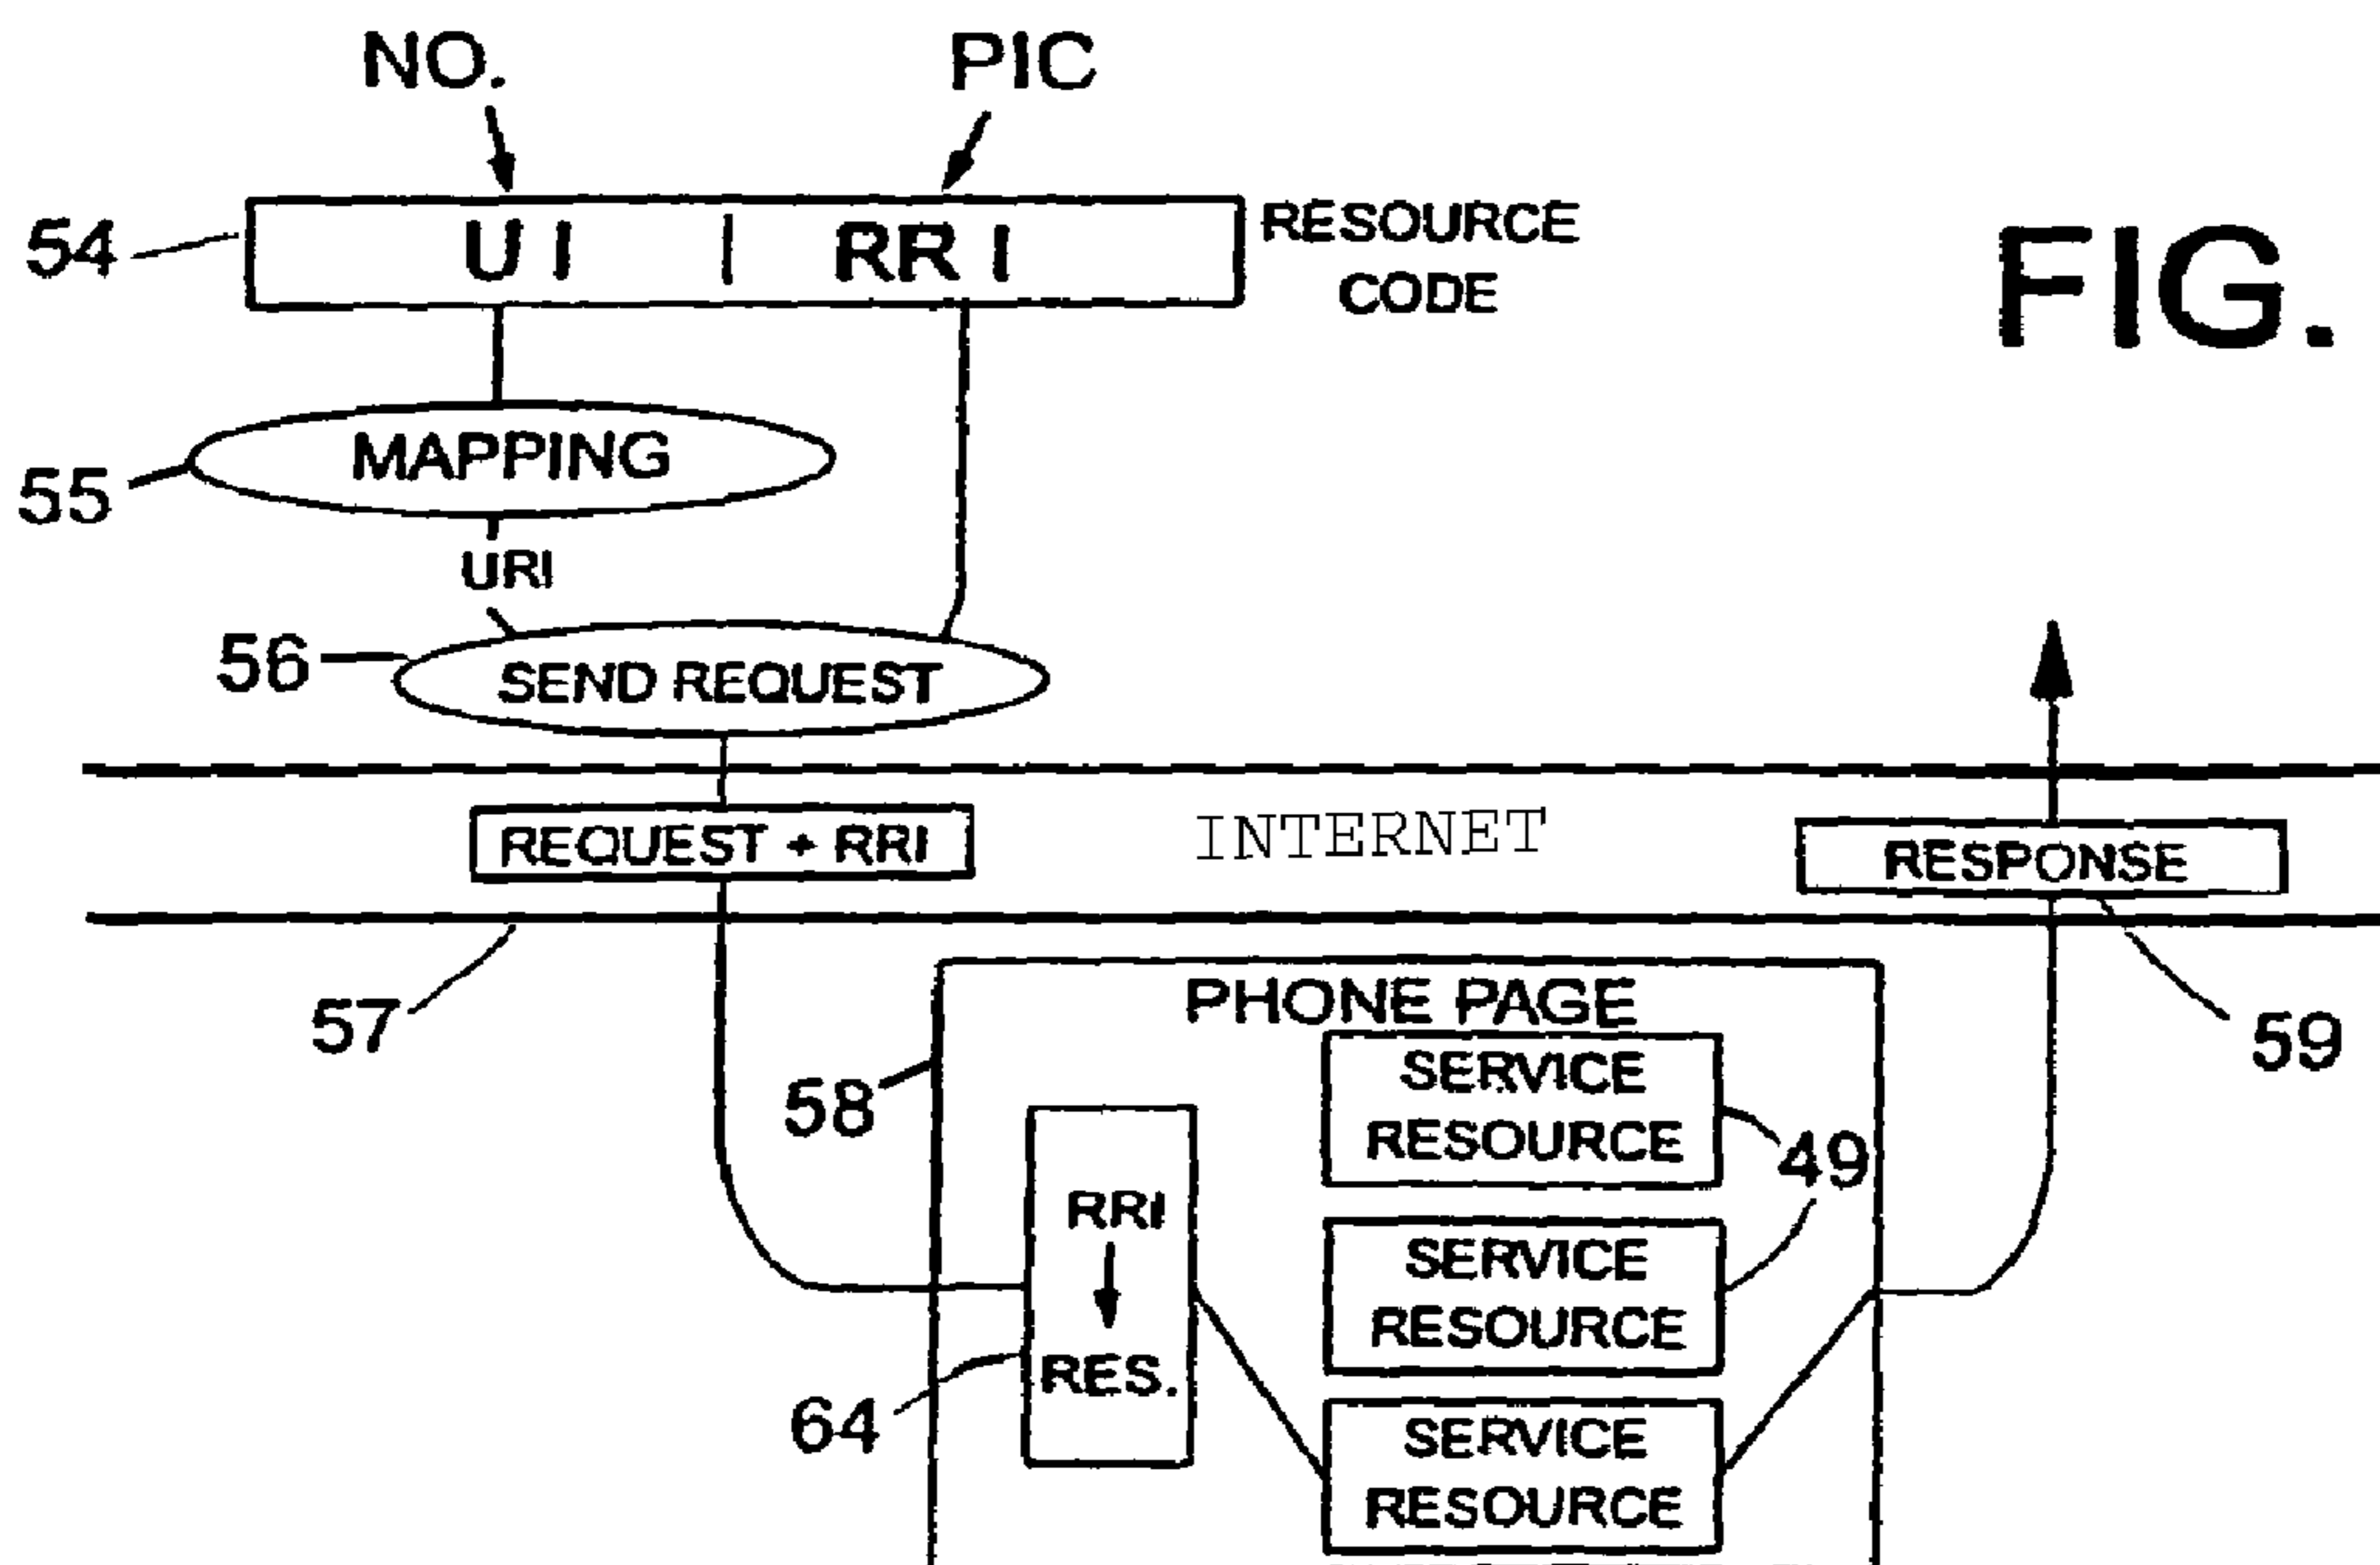 NO.
PIC
54
U I | RR I
RESOURCE
CODE
FIG.
MAPPING
55
URI
56
SEND REQUEST
REQUEST + RRI
INTERNET
RESPONSE
57
PHONE PAGE
59
58
SERVICE
RESOURCE
49
RRI
SERVICE
RESOURCE
RES.
64
SERVICE
RESOURCE